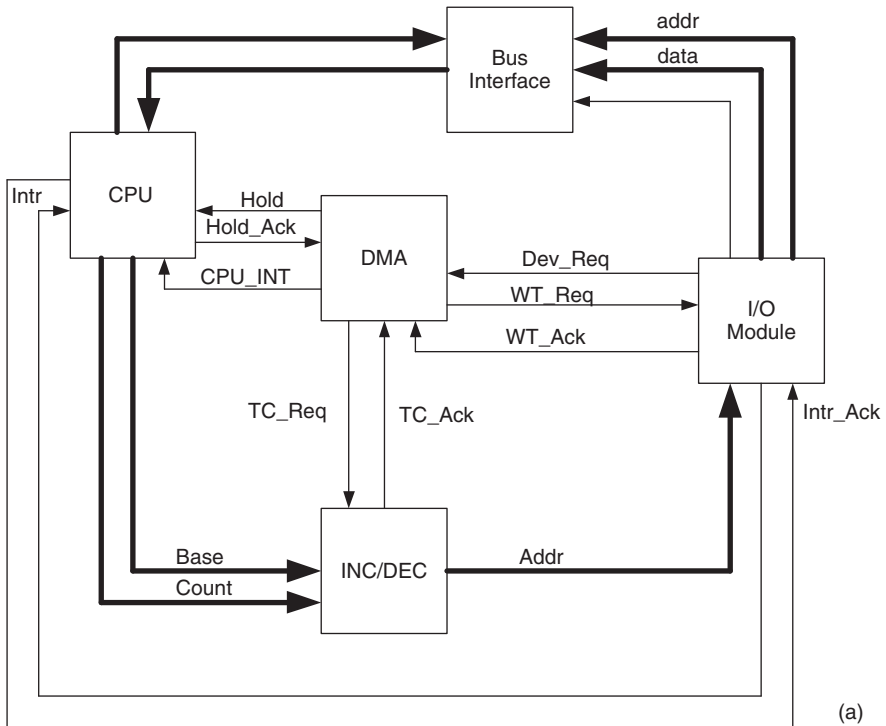 addr
Bus
Interface
data
Intr
CPU
Hold
Hold_Ack
CPU_INT
DMA
Dev_Req
WT_Req
WT_Ack
I/O
Module
TC_Req
TC_Ack
Intr_Ack
Base
Count
INC/DEC
Addr
(a)